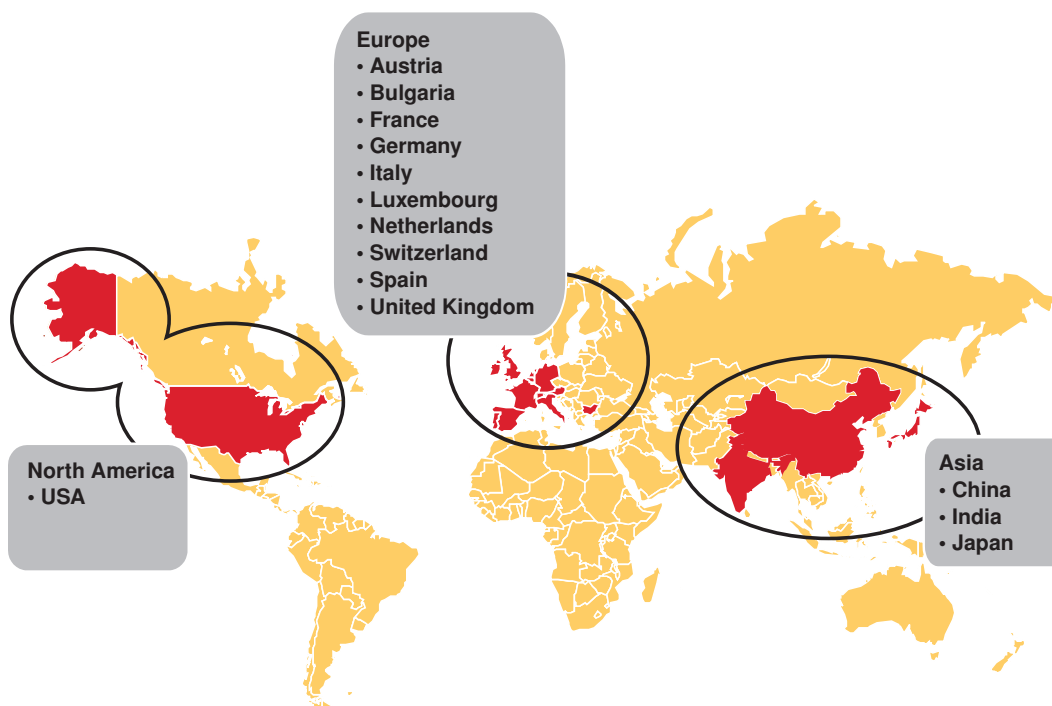 Europe
• Austria
• Bulgaria
• France
• Germany
• Italy
• Luxembourg
• Netherlands
• Switzerland
• Spain
• United Kingdom
North America
• USA
Asia
• China
• India
• Japan